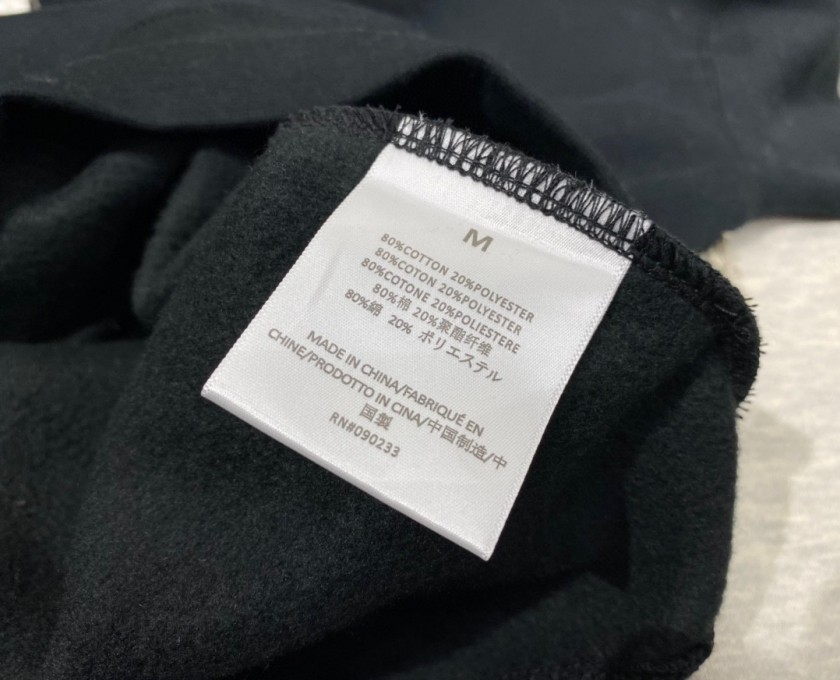 M
80%COTTON 20%POLYESTER
80%COTON 20%POLYESTER
80%COTONE 20%POLIESTERE
80%棉 20%聚酯纤维
80%綿 20% ポリエステル
MADE IN CHINA/FABRIQUÉ EN
CHINE/PRODOTTO IN CINA/中国制造/中
国製
RN#090233